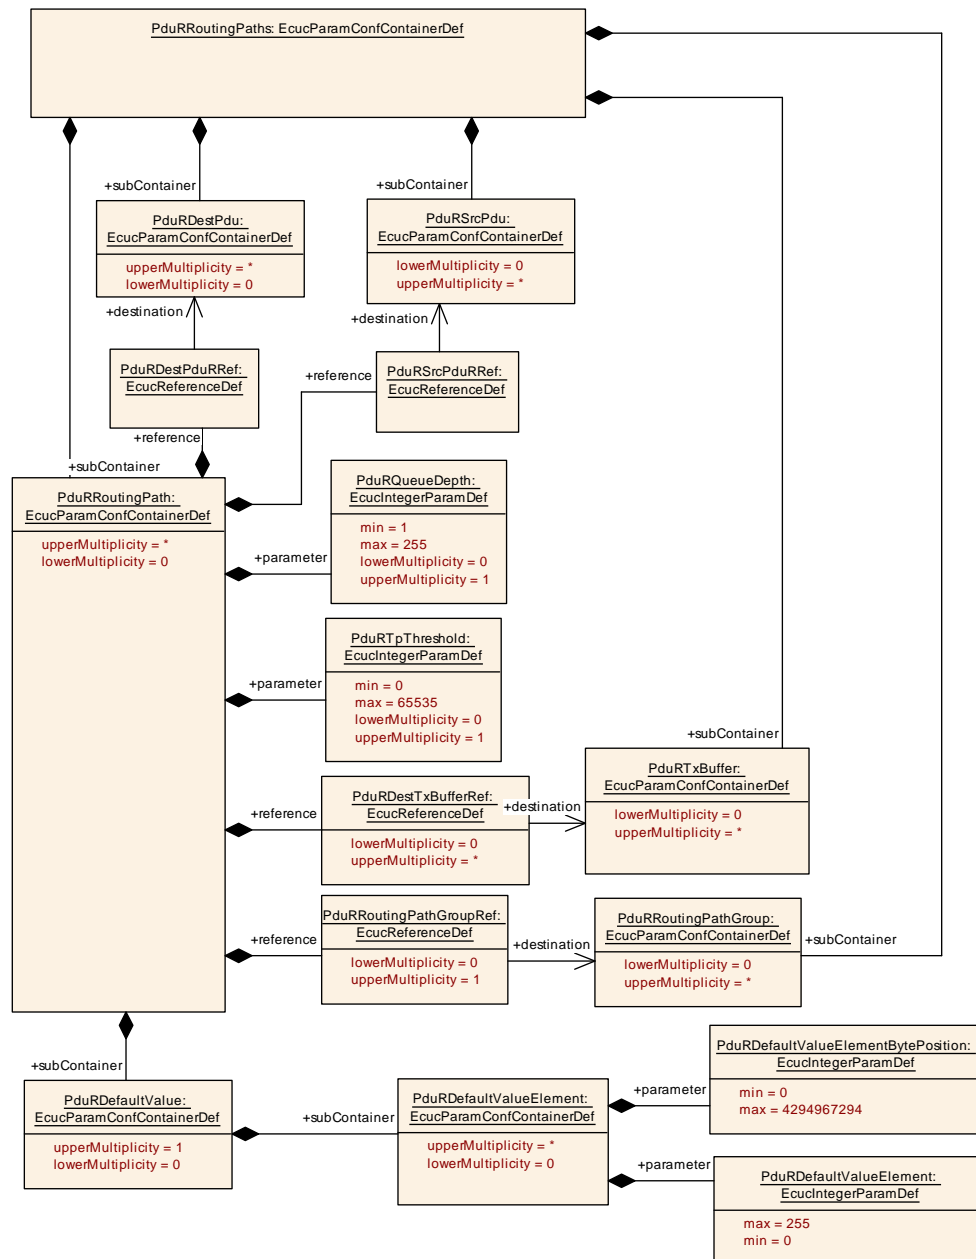 PduRRoutingPaths: EcucParamConfContainerDef
+subContainer
+subContainer
PduRDestPdu:
EcucParamConfContainerDef
upperMultiplicity = *
lowerMultiplicity = 0
PduRSrcPdu:
EcucParamConfContainerDef
lowerMultiplicity = 0
upperMultiplicity = *
+destination
+destination
PduRDestPduRRef:
EcucReferenceDef
+reference
PduRSrcPduRRef:
EcucReferenceDef
+reference
+subContainer
PduRRoutingPath:
EcucParamConfContainerDef
upperMultiplicity = *
lowerMultiplicity = 0
PduRQueueDepth:
EcucIntegerParamDef
min = 1
max = 255
lowerMultiplicity = 0
upperMultiplicity = 1
+parameter
PduRTpThreshold:
EcucIntegerParamDef
min = 0
max = 65535
lowerMultiplicity = 0
upperMultiplicity = 1
+parameter
+subContainer
PduRTxBuffer:
EcucParamConfContainerDef
lowerMultiplicity = 0
upperMultiplicity = *
PduRDestTxBufferRef:
EcucReferenceDef
lowerMultiplicity = 0
upperMultiplicity = *
+destination
+reference
PduRRoutingPathGroupRef:
EcucReferenceDef
lowerMultiplicity = 0
upperMultiplicity = 1
+reference
+destination
PduRRoutingPathGroup:
EcucParamConfContainerDef
lowerMultiplicity = 0
upperMultiplicity = *
+subContainer
+subContainer
PduRDefaultValue:
EcucParamConfContainerDef
upperMultiplicity = 1
lowerMultiplicity = 0
+subContainer
PduRDefaultValueElement:
EcucParamConfContainerDef
upperMultiplicity = *
lowerMultiplicity = 0
+parameter
PduRDefaultValueElementBytePosition:
EcucIntegerParamDef
min = 0
max = 4294967294
+parameter
PduRDefaultValueElement:
EcucIntegerParamDef
max = 255
min = 0